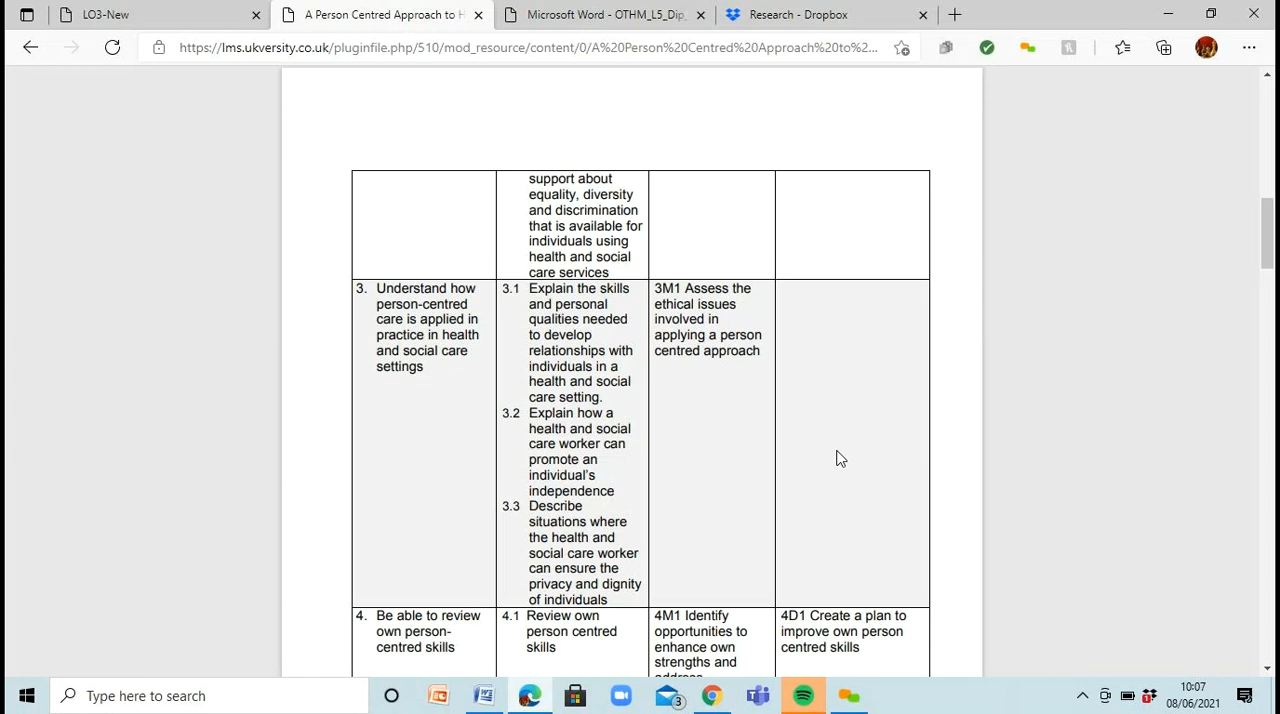 LO3-New
A Person Centred Approach to H
Microsoft Word - OTHM_L5_Dip_
Research - Dropbox
https://lms.ukversity.co.uk/pluginfile.php/510/mod_resource/content/0/A%20Person%20Centred%20Approach%20to%20...
support about
equality, diversity
and discrimination
that is available for
individuals using
health and social
care services
3. Understand how
person-centred
care is applied in
practice in health
and social care
settings
3.1 Explain the skills
and personal
qualities needed
to develop
relationships with
individuals in a
health and social
care setting.
3.2 Explain how a
health and social
care worker can
promote an
individual's
independence
3.3 Describe
situations where
the health and
social care worker
can ensure the
privacy and dignity
of individuals
3M1 Assess the
ethical issues
involved in
applying a person
centred approach
4. Be able to review
own person-
centred skills
4.1 Review own
person centred
skills
4M1 Identify
opportunities to
enhance own
strengths and
address
4D1 Create a plan to
improve own person
centred skills
Type here to search
3
10:07
08/06/2021